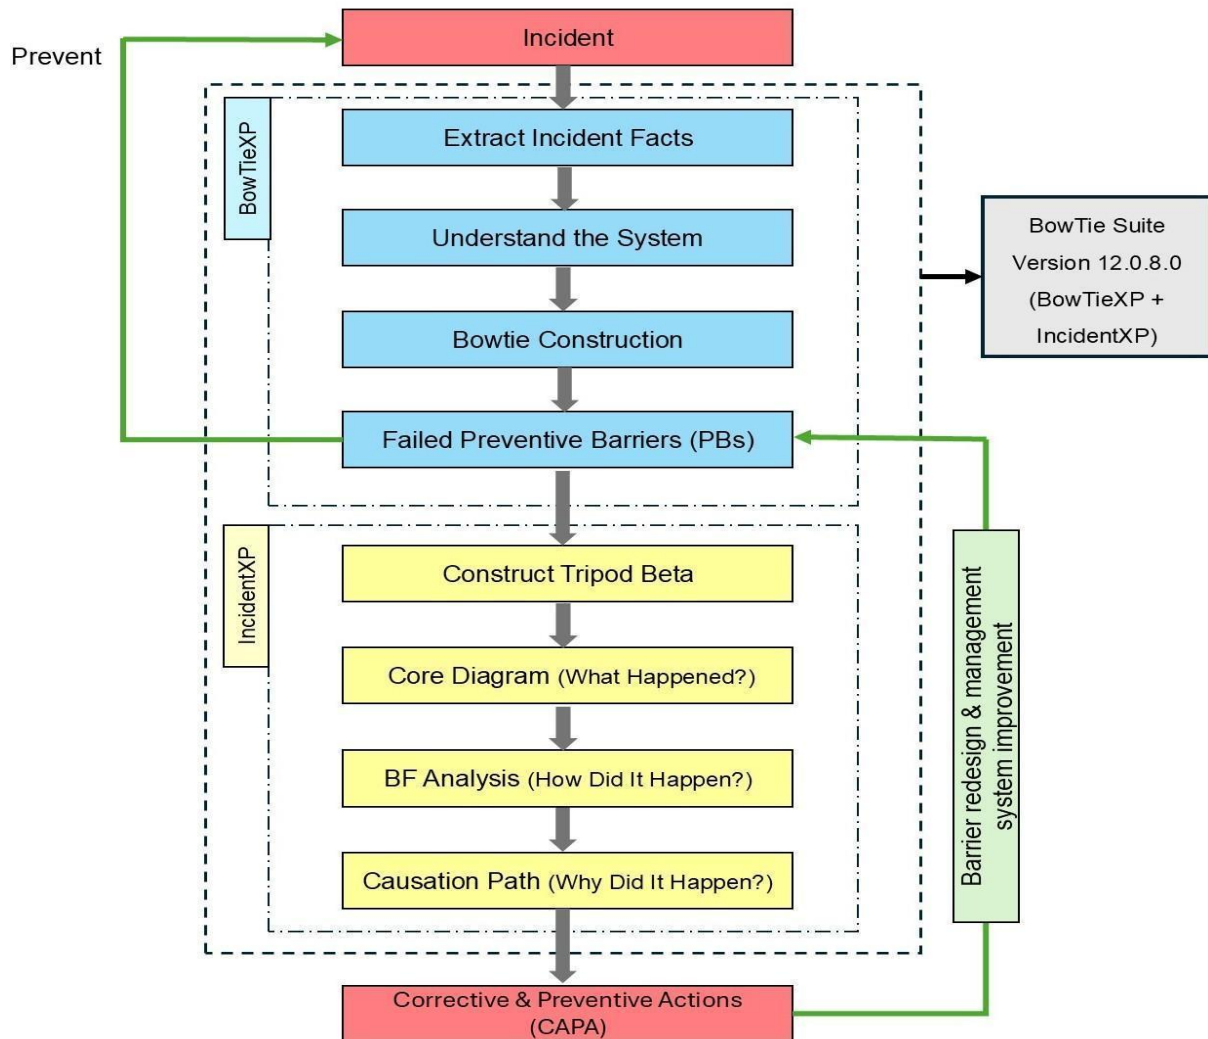 Incident
Prevent
BowTieXP
Extract Incident Facts
Understand the System
BowTie Suite
Version 12.0.8.0
(BowTieXP +
IncidentXP)
Bowtie Construction
Failed Preventive Barriers (PBs)
IncidentXP
Construct Tripod Beta
Core Diagram (What Happened?)
BF Analysis (How Did It Happen?)
Causation Path (Why Did It Happen?)
Barrier redesign & management
system improvement
Corrective & Preventive Actions
(CAPA)